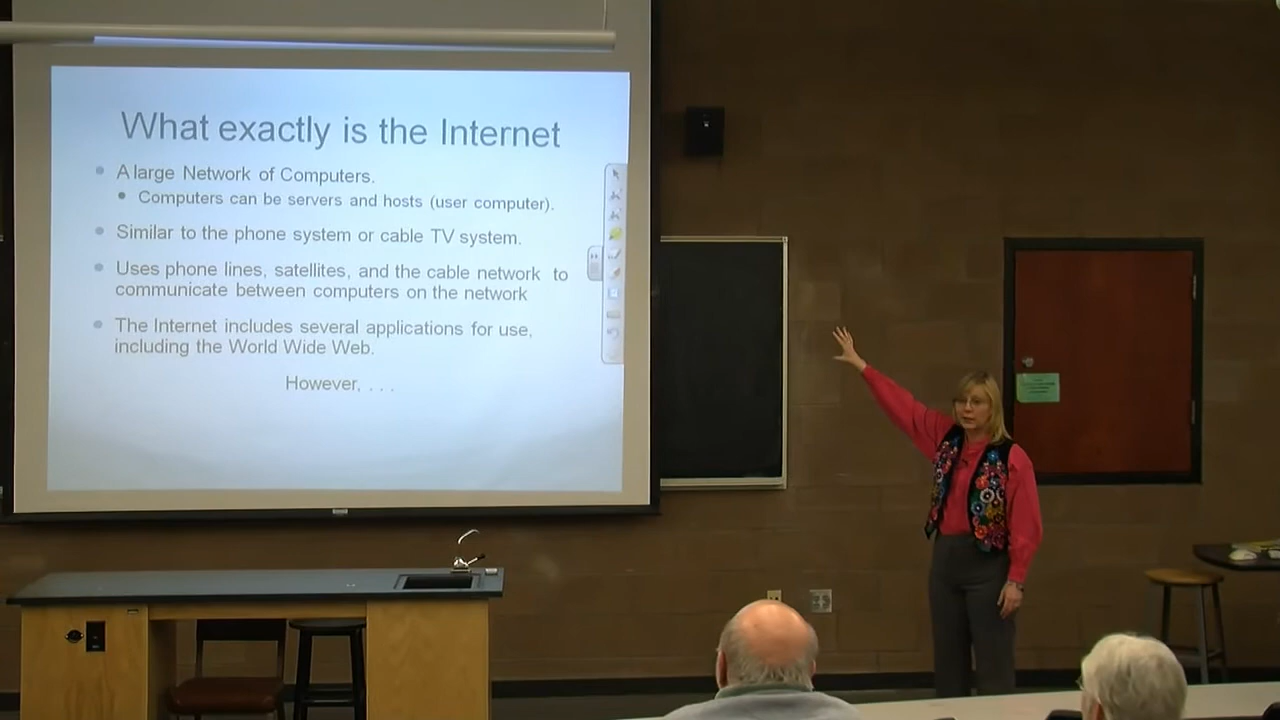 What exactly is the Internet
A large Network of Computers.
Computers can be servers and hosts (user computer).
Similar to the phone system or cable TV system.
Uses phone lines, satellites, and the cable network to
communicate between computers on the network
The Internet includes several applications for use,
including the World Wide Web.
However, . . .